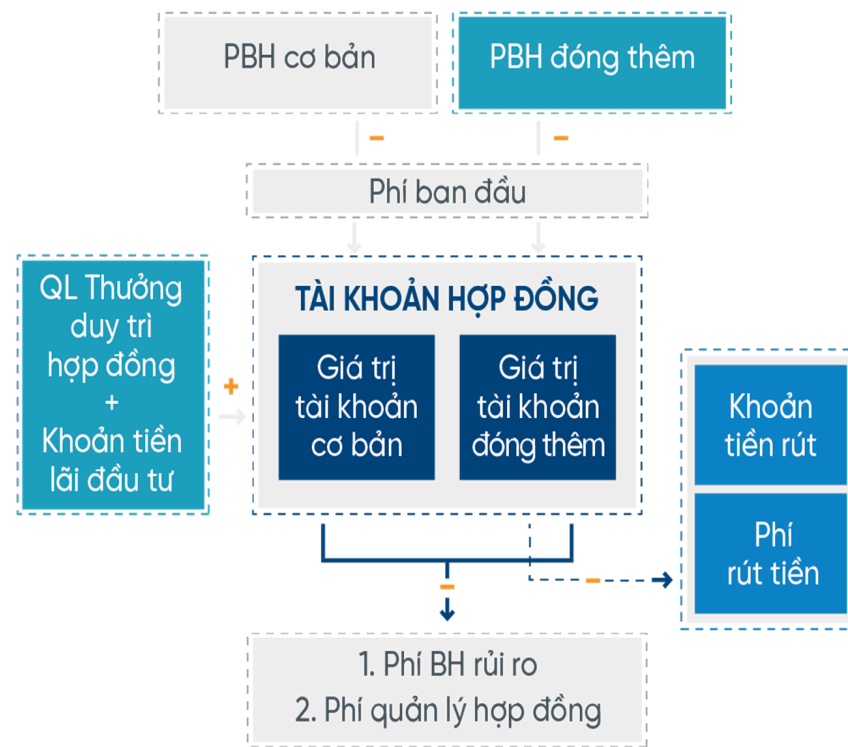 PBH cơ bản
PBH đóng thêm
-
-
Phí ban đầu
QL Thưởng
duy trì
hợp đồng
+
Khoản tiền
lãi đầu tư
+
TÀI KHOẢN HỢP ĐỒNG
Giá trị
tài khoản
cơ bản
Giá trị
tài khoản
đóng thêm
Khoản
tiền rút
Phí
rút tiền
-
-
1. Phí BH rủi ro
2. Phí quản lý hợp đồng